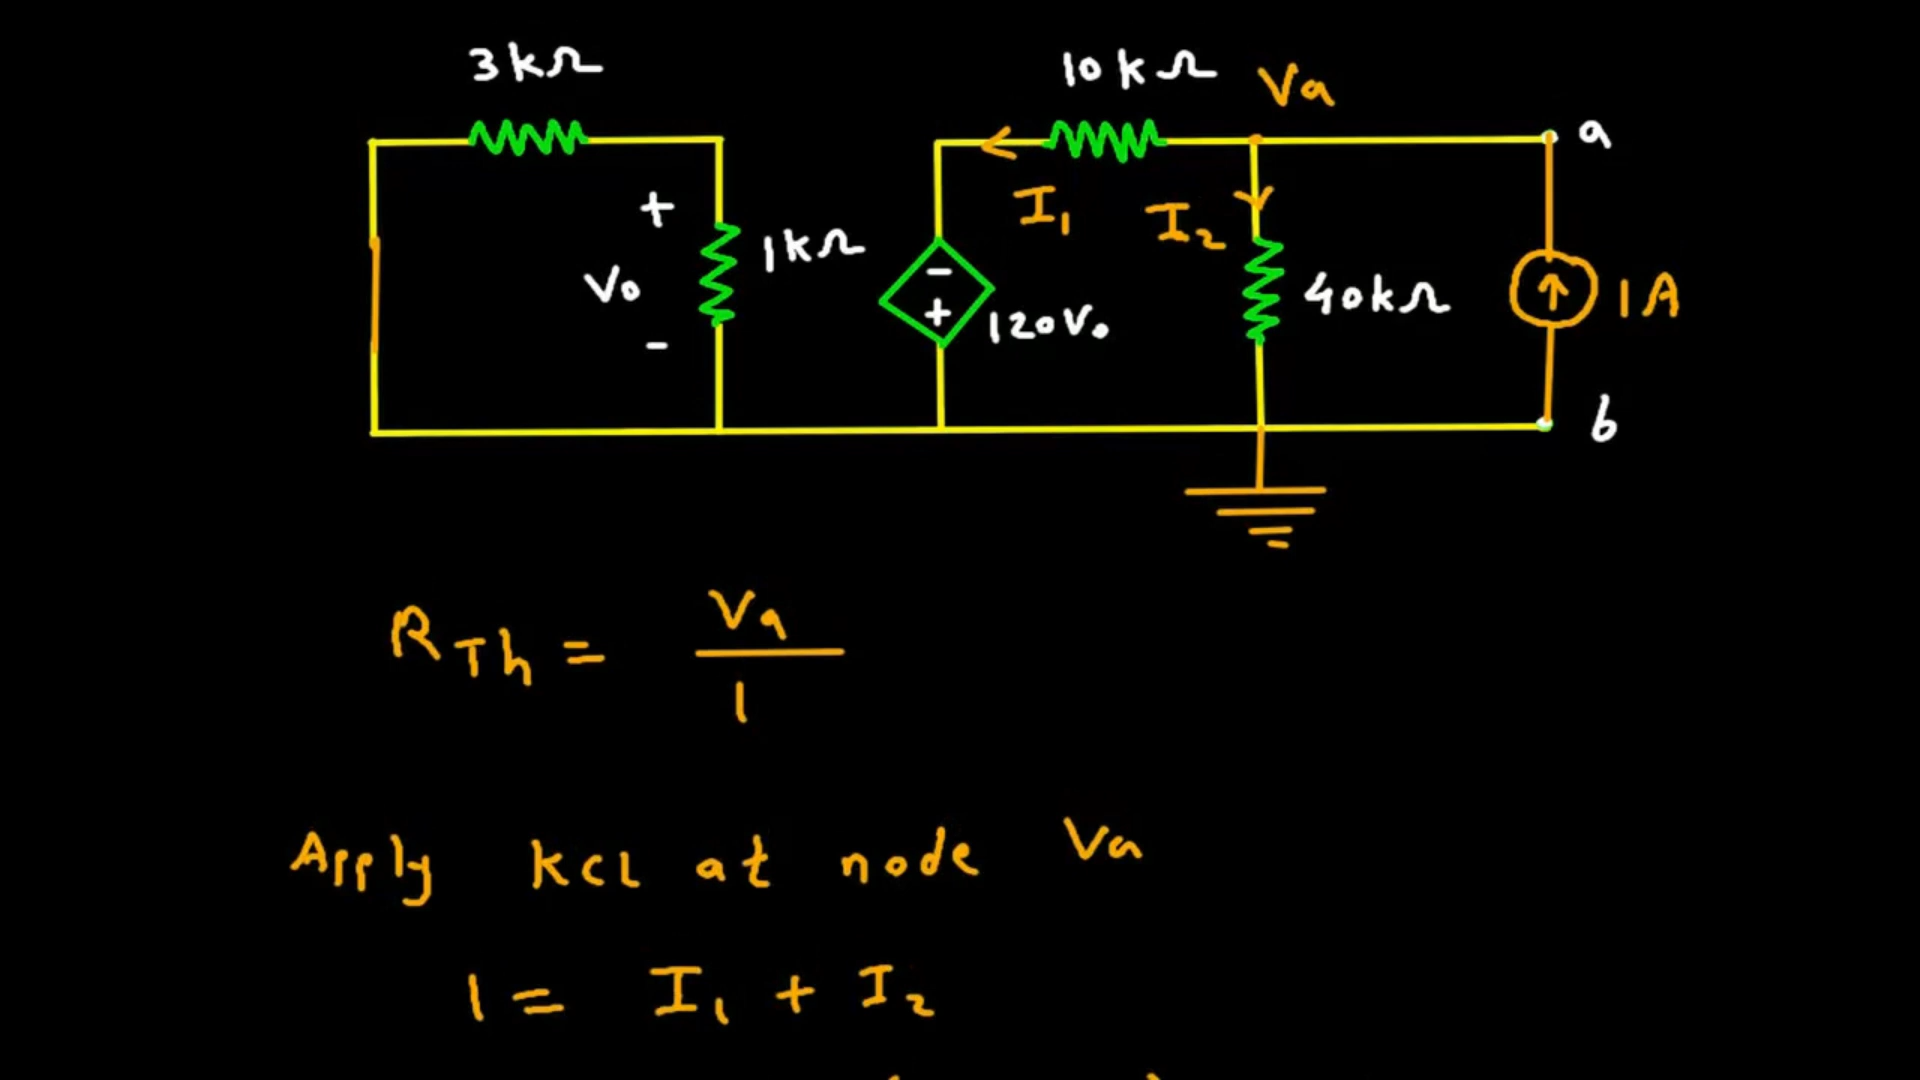 3kΩ
10kΩ
Va
a
+
Vo
-
1kΩ
I1
I2
-
+
120Vo
40kΩ
1A
b
RTh = Va
1
Apply KCL at node Va
1 = I1 + I2